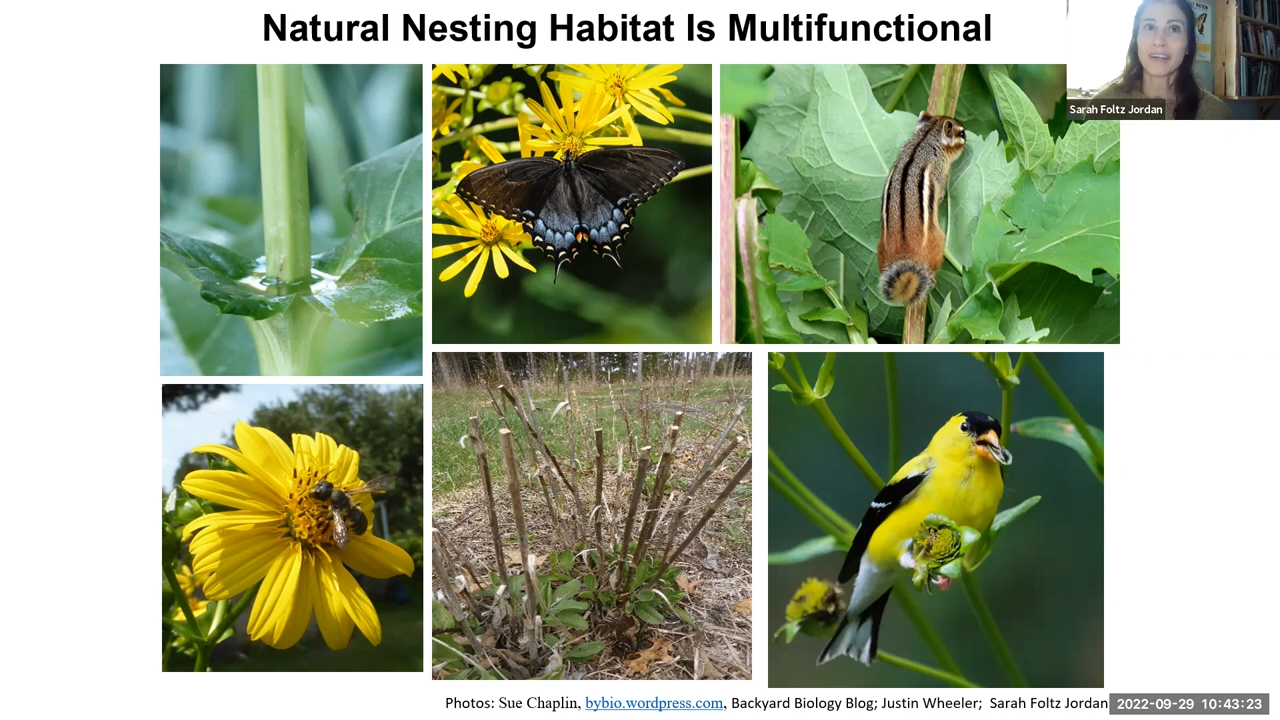 Natural Nesting Habitat Is Multifunctional
Sarah Foltz Jordan
Photos: Sue Chaplin, bybio.wordpress.com, Backyard Biology Blog; Justin Wheeler; Sarah Foltz Jordan
2022-09-29 10:43:23